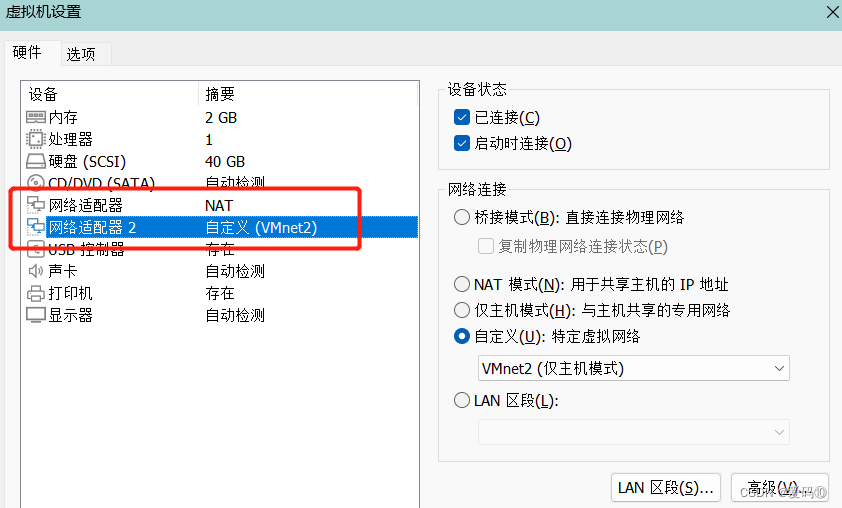 虚拟机设置
硬件 选项
设备 摘要
内存 2 GB
处理器 1
硬盘 (SCSI) 40 GB
CD/DVD (SATA) 自动检测
网络适配器 NAT
网络适配器 2 自定义 (VMnet2)
USB 控制器 存在
声卡 自动检测
打印机 存在
显示器 自动检测
设备状态
已连接(C)
启动时连接(O)
网络连接
桥接模式(B): 直接连接物理网络
复制物理网络连接状态(P)
NAT 模式(N): 用于共享主机的 IP 地址
仅主机模式(H): 与主机共享的专用网络
自定义(U): 特定虚拟网络
VMnet2 (仅主机模式)
LAN 区段(L):
LAN 区段(S)... 高级(V)...
CSDN @爱码⑩